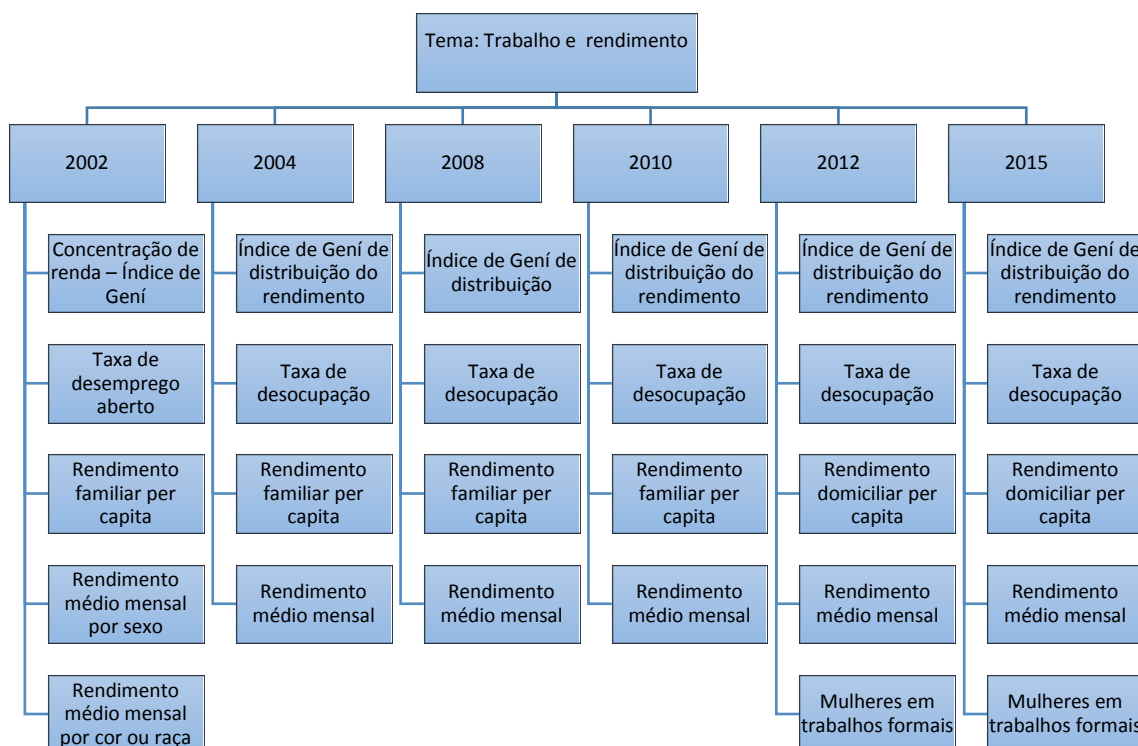 Tema: Trabalho e rendimento
2002
2004
2008
2010
2012
2015
Concentração de
renda – Índice de
Gení
Índice de Gení de
distribuição do
rendimento
Índice de Gení de
distribuição
Índice de Gení de
distribuição do
rendimento
Índice de Gení de
distribuição do
rendimento
Índice de Gení de
distribuição do
rendimento
Taxa de
desemprego
aberto
Taxa de
desocupação
Taxa de
desocupação
Taxa de
desocupação
Taxa de
desocupação
Taxa de
desocupação
Rendimento
familiar per
capita
Rendimento
familiar per
capita
Rendimento
familiar per
capita
Rendimento
familiar per
capita
Rendimento
domiciliar per
capita
Rendimento
domiciliar per
capita
Rendimento
médio mensal
por sexo
Rendimento
médio mensal
Rendimento
médio mensal
Rendimento
médio mensal
Rendimento
médio mensal
Rendimento
médio mensal
Rendimento
médio mensal
por cor ou raça
Mulheres em
trabalhos formais
Mulheres em
trabalhos formais